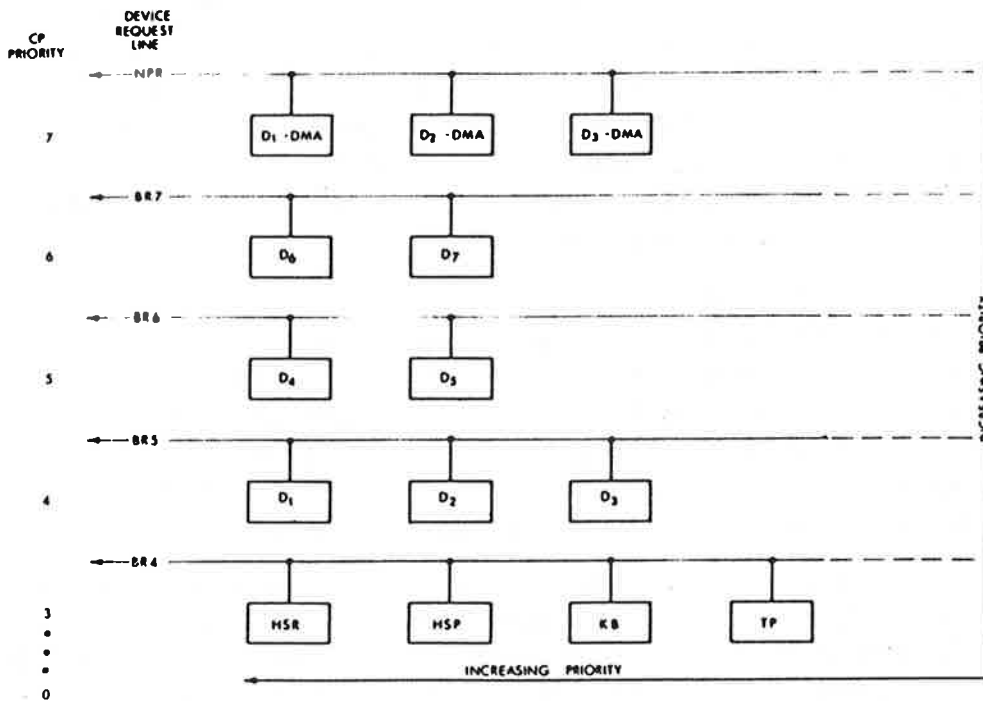 DEVICE
REQUEST
LINE
CP
PRIORITY
NPR
7
D1 -DMA
D2 -DMA
D3 -DMA
BR7
6
D6
D7
BR6
5
D4
D5
BR5
4
D1
D2
D3
BR4
3
HSR
HSP
KB
TP
INCREASING PRIORITY
0